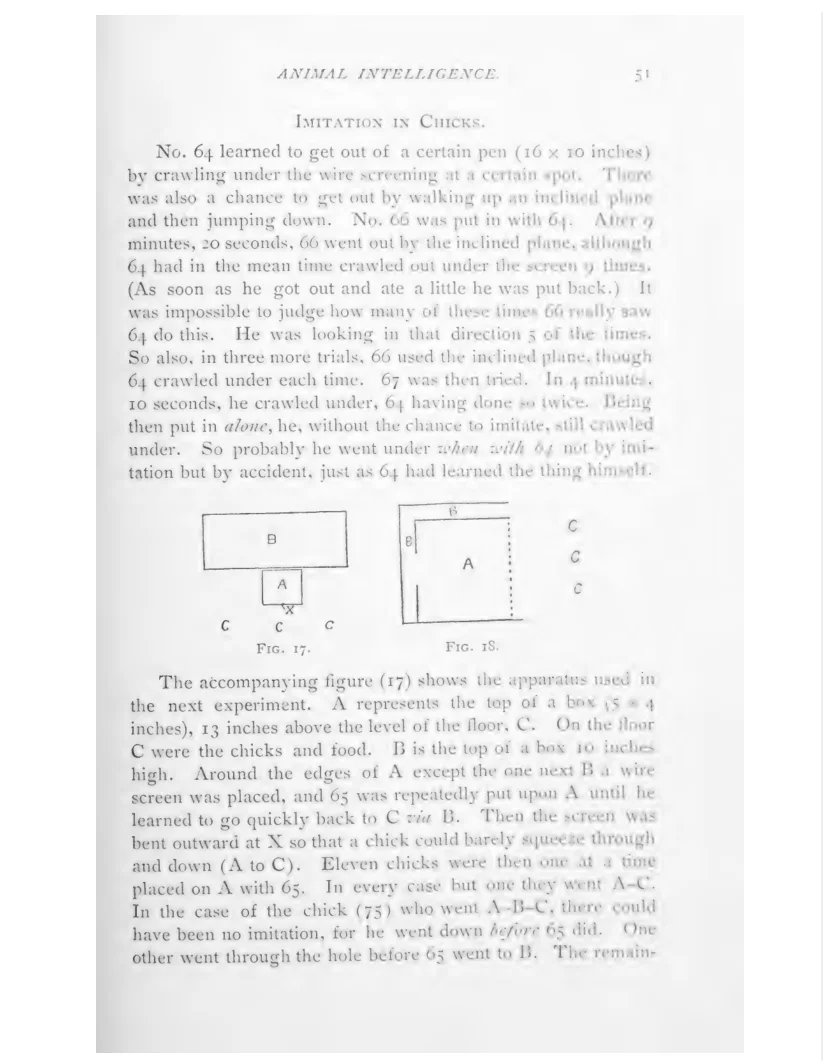 ANIMAL INTELLIGENCE. 51
IMITATION IN CHICKS.
No. 64 learned to get out of a certain pen (16 × 10 inches)
by crawling under the wire screening at a certain spot. There
was also a chance to get out by walking up an inclined plane
and then jumping down. No. 66 was put in with 64. After 9
minutes, 20 seconds, 66 went out by the inclined plane, although
64 had in the mean time crawled out under the screen 9 times.
(As soon as he got out and ate a little he was put back.) It
was impossible to judge how many of these times 66 really saw
64 do this. He was looking in that direction 5 of the times.
So also, in three more trials, 66 used the inclined plane, though
64 crawled under each time. 67 was then tried. In 4 minutes,
10 seconds, he crawled under, 64 having done so twice. Being
then put in alone, he, without the chance to imitate, still crawled
under. So probably he went under when with 64 not by imi-
tation but by accident, just as 64 had learned the thing himself.
B
A
X
C C C
FIG. 17.
B
B
A
C
C
C
FIG. 18.
The accompanying figure (17) shows the apparatus used in
the next experiment. A represents the top of a box (5 × 4
inches), 13 inches above the level of the floor, C. On the floor
C were the chicks and food. B is the top of a box 10 inches
high. Around the edges of A except the one next B a wire
screen was placed, and 65 was repeatedly put upon A until he
learned to go quickly back to C via B. Then the screen was
bent outward at X so that a chick could barely squeeze through
and down (A to C). Eleven chicks were then one at a time
placed on A with 65. In every case but one they went A–C.
In the case of the chick (75) who went A–B–C, there could
have been no imitation, for he went down before 65 did. One
other went through the hole before 65 went to B. The remain-